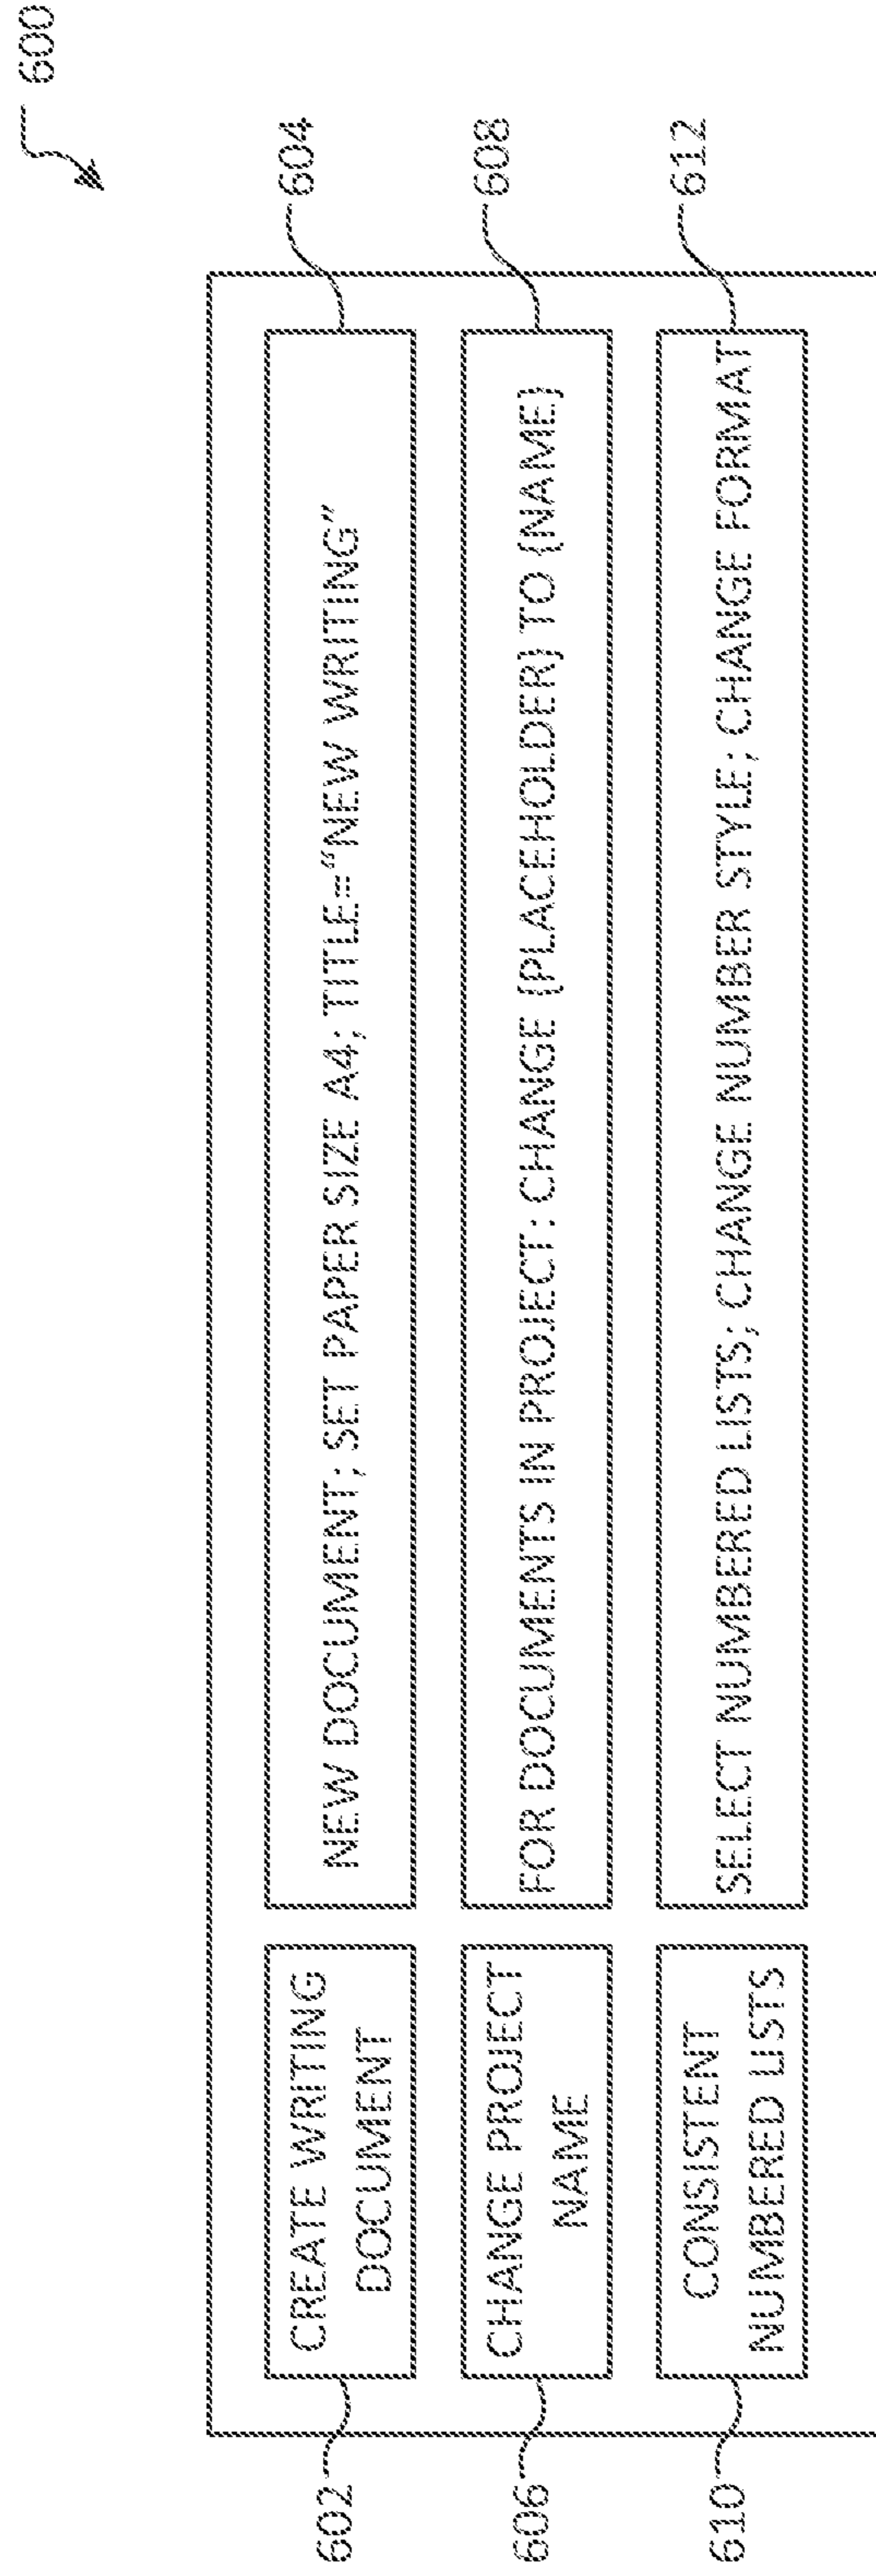 600
602
CREATE WRITING
DOCUMENT
NEW DOCUMENT; SET PAPER SIZE A4; TITLE=“NEW WRITING”
604
606
CHANGE PROJECT
NAME
FOR DOCUMENTS IN PROJECT: CHANGE {PLACEHOLDER} TO {NAME}
608
610
CONSISTENT
NUMBERED LISTS
SELECT NUMBERED LISTS; CHANGE NUMBER STYLE; CHANGE FORMAT
612